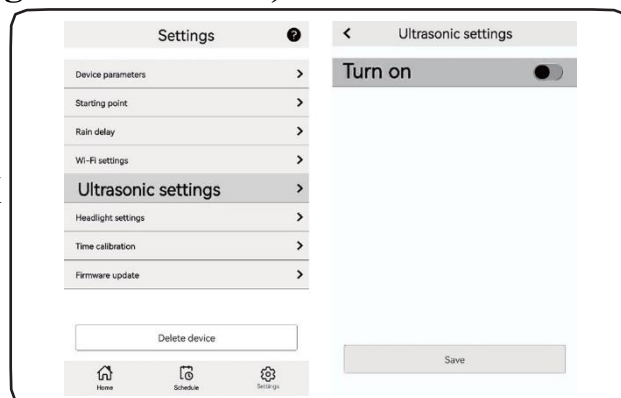 Settings
?
Device parameters
Starting point
Rain delay
Wi-Fi settings
Ultrasonic settings
Headlight settings
Time calibration
Firmware update
Delete device
Home
Schedule
Settings
Ultrasonic settings
Turn on
Save